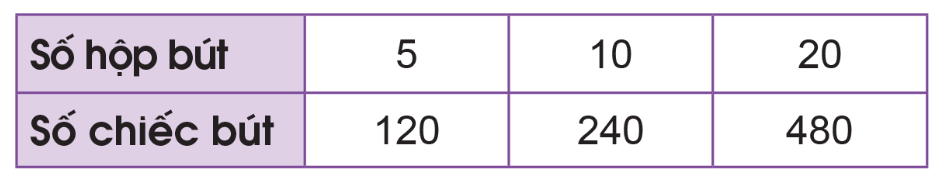 Số hộp bút 5 10 20
Số chiếc bút 120 240 480